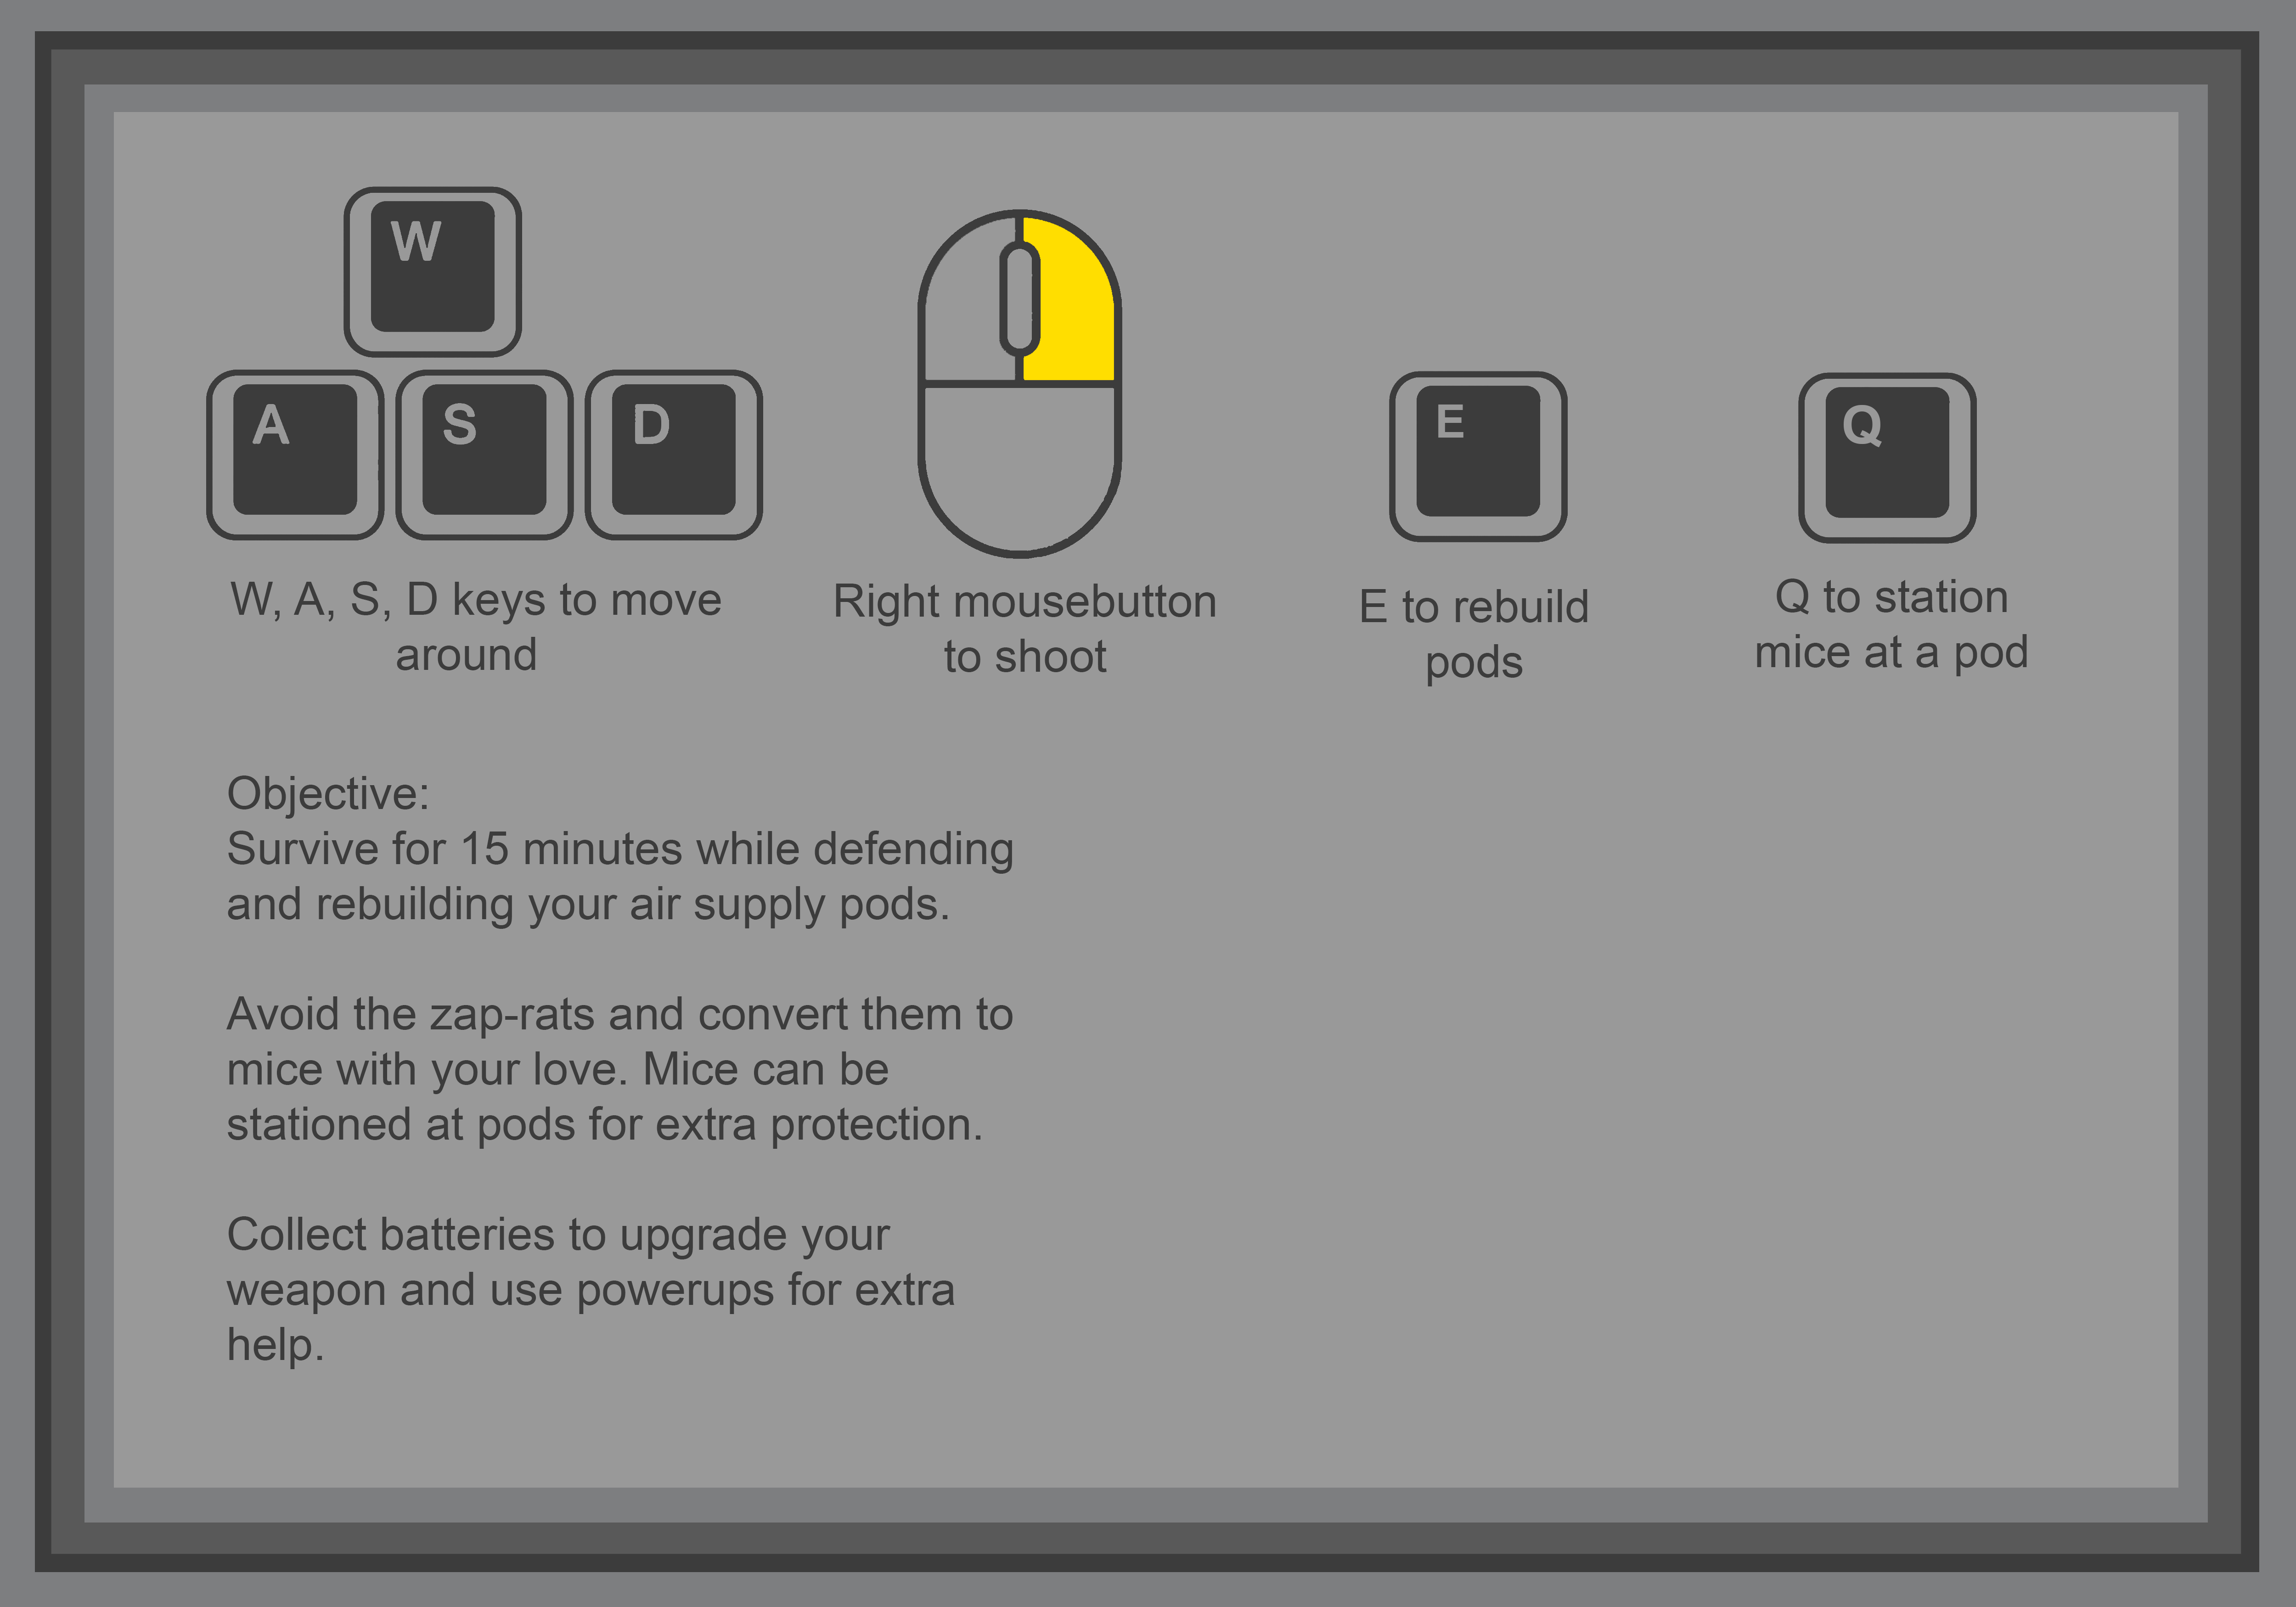 W
A
S
D
E
Q
W, A, S, D keys to move
around
Right mousebutton
to shoot
E to rebuild
pods
Q to station
mice at a pod
Objective:
Survive for 15 minutes while defending
and rebuilding your air supply pods.
Avoid the zap-rats and convert them to
mice with your love. Mice can be
stationed at pods for extra protection.
Collect batteries to upgrade your
weapon and use powerups for extra
help.